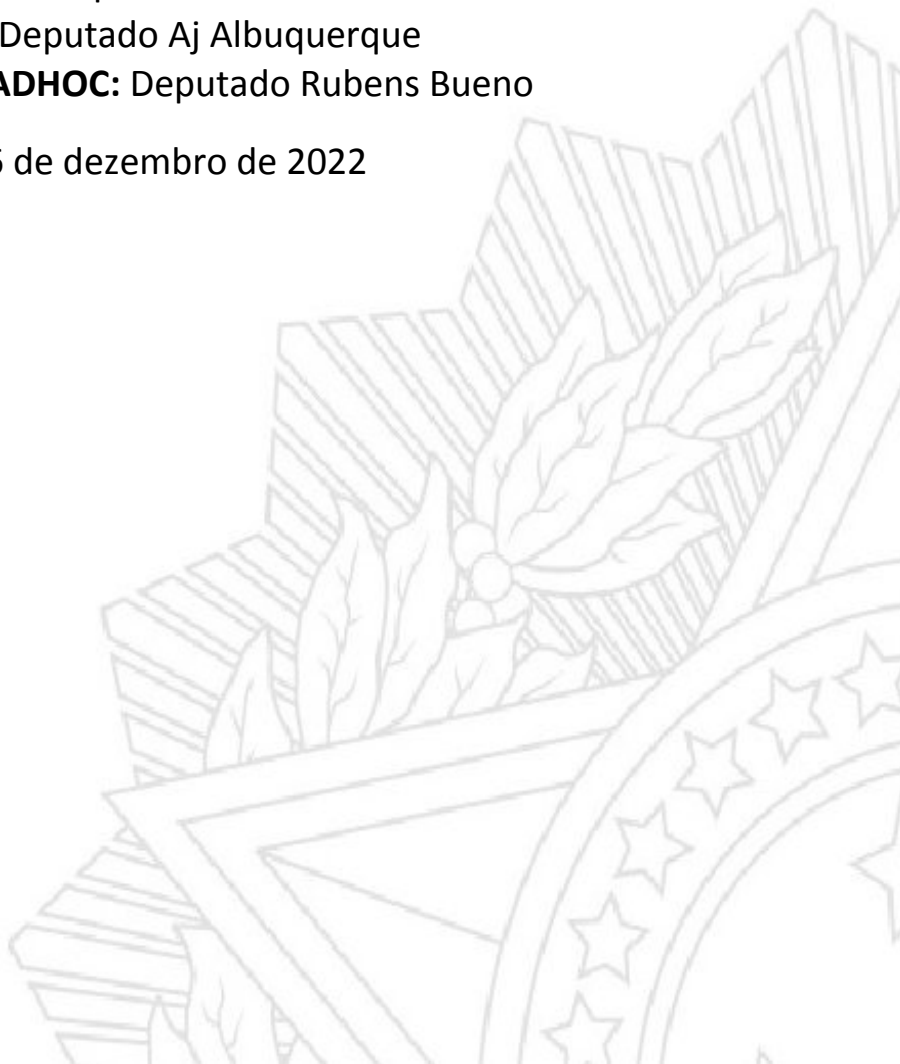 Deputado Aj Albuquerque
ADHOC: Deputado Rubens Bueno
de dezembro de 2022